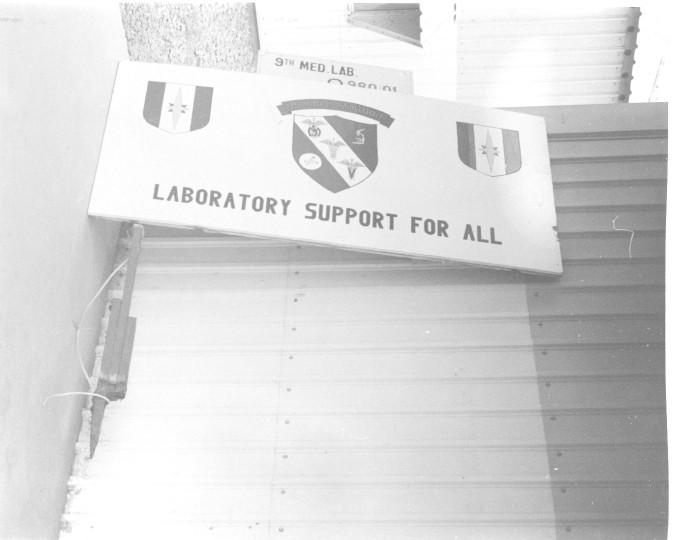 9TH MED. LAB.
LABORATORY SUPPORT FOR ALL